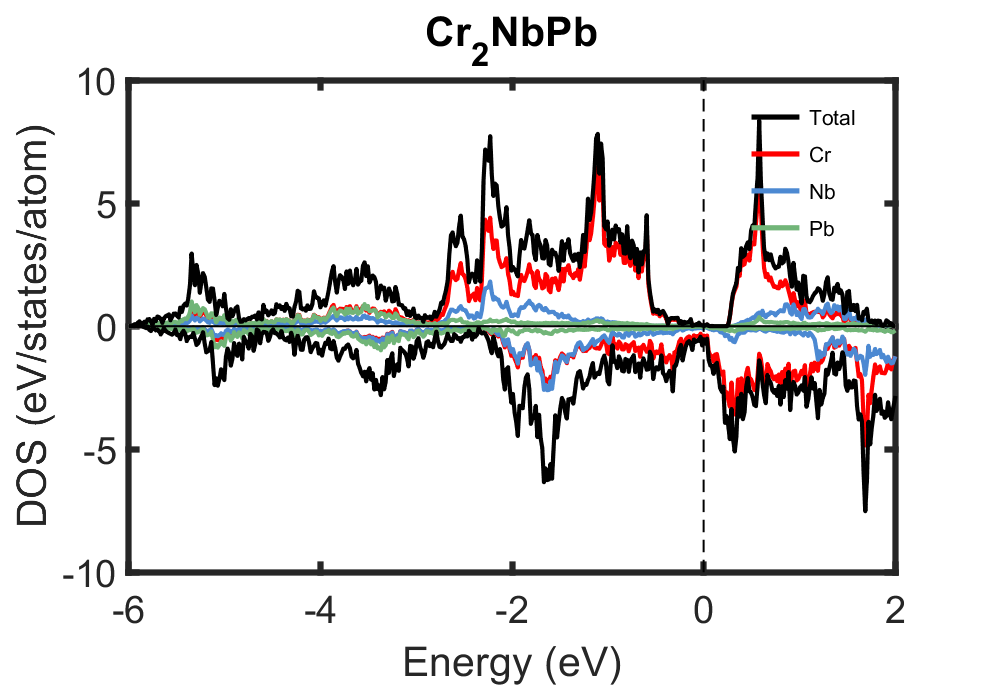 Cr2NbPb
10
5
0
-5
-10
DOS (eV/states/atom)
Total
Cr
Nb
Pb
-6 -4 -2 0 2
Energy (eV)